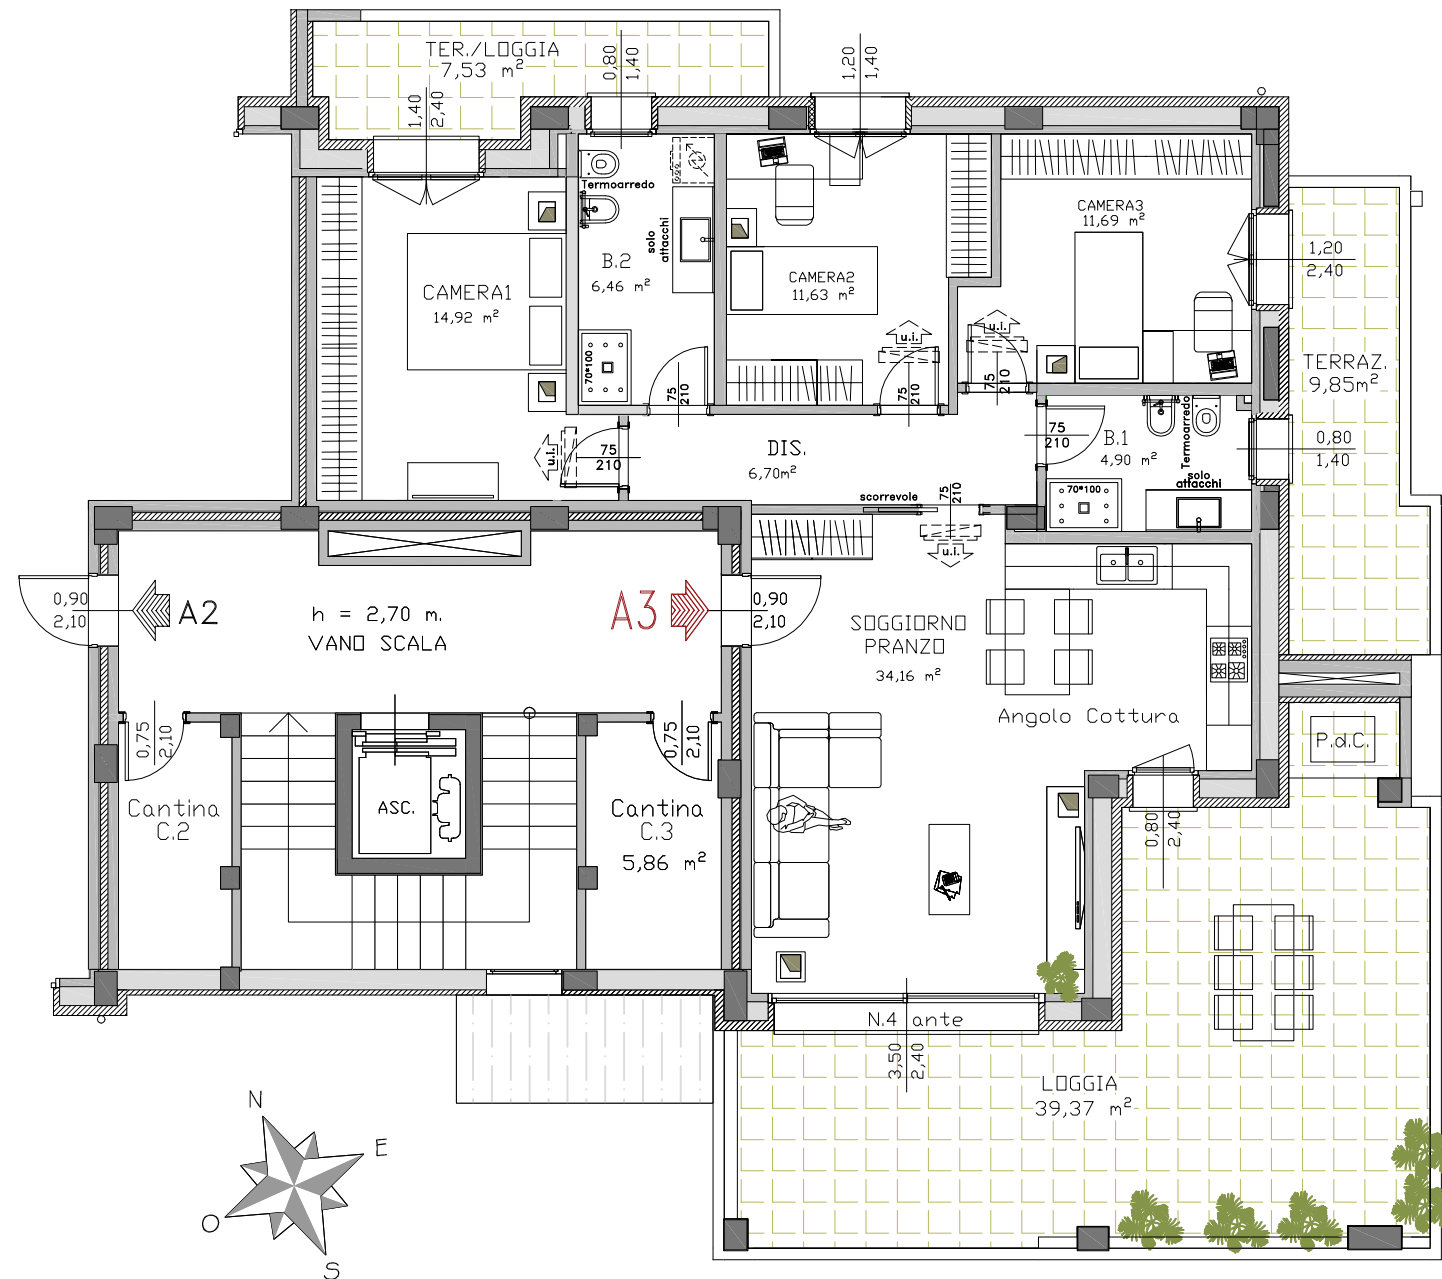 TER./LOGGIA
7,53 m²
0,80
1,40
1,20
1,40
1,40
2,40
Termoarredo
solo
attacchi
B.2
6,46 m²
70*100
CAMERA1
14,92 m²
CAMERA2
11,63 m²
CAMERA3
11,69 m²
1,20
2,40
TERRAZ.
9,85m²
u.i.
u.i.
75
210
75
210
75
210
u.i.
75
210
DIS.
6,70m²
75
210
B.1
4,90 m²
Termoarredo
solo
attacchi
70*100
0,80
1,40
scorrevole
75
210
u.i.
0,90
2,10
A2
h = 2,70 m.
VANO SCALA
A3
0,90
2,10
SOGGIORNO
PRANZO
34,16 m²
Angolo Cottura
P.d.C.
0,75
2,10
0,75
2,10
Cantina
C.2
ASC.
Cantina
C.3
5,86 m²
0,80
2,40
N.4 ante
3,50
2,40
LOGGIA
39,37 m²
N
E
O
S